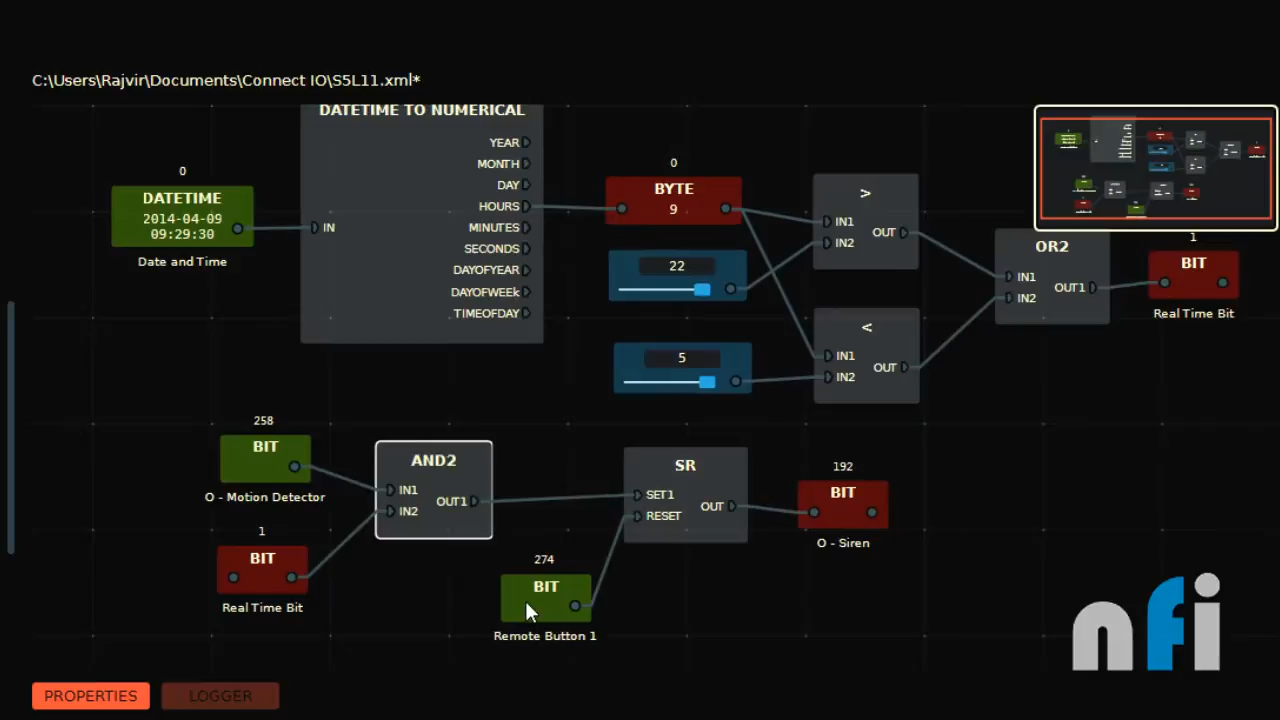 C:\Users\Rajvir\Documents\Connect IO\S5L11.xml*
DATETIME TO NUMERICAL
YEAR
MONTH
DAY
HOURS
MINUTES
SECONDS
DAYOFYEAR
DAYOFWEEk
TIMEOFDAY
IN
0
DATETIME
2014-04-09
09:29:30
Date and Time
0
BYTE
9
22
5
>
IN1
IN2
OUT
<
IN1
IN2
OUT
OR2
IN1
IN2
OUT1
1
BIT
Real Time Bit
258
BIT
O - Motion Detector
1
BIT
Real Time Bit
AND2
IN1
IN2
OUT1
274
BIT
Remote Button 1
SR
SET1
RESET
OUT
192
BIT
O - Siren
nfi
PROPERTIES
LOGGER